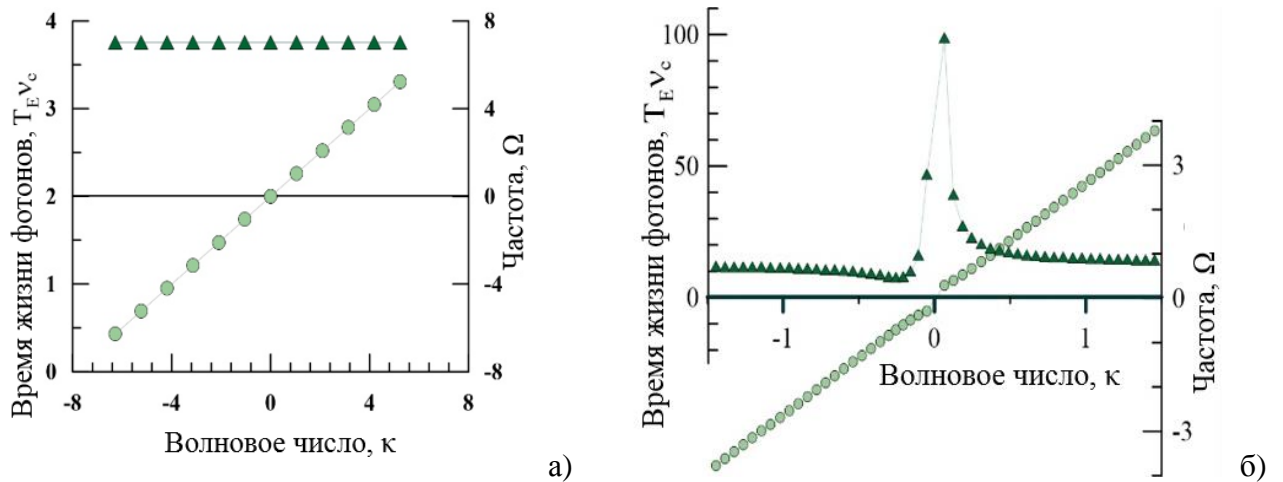 Время жизни фотонов, T_E ν_c
4
3
2
1
0
-8 -4 0 4 8
Волновое число, κ
8
4
0
-4
-8
Частота, Ω
а)
Время жизни фотонов, T_E ν_c
100
50
0
-1 0 1
Волновое число, κ
3
0
-3
Частота, Ω
б)